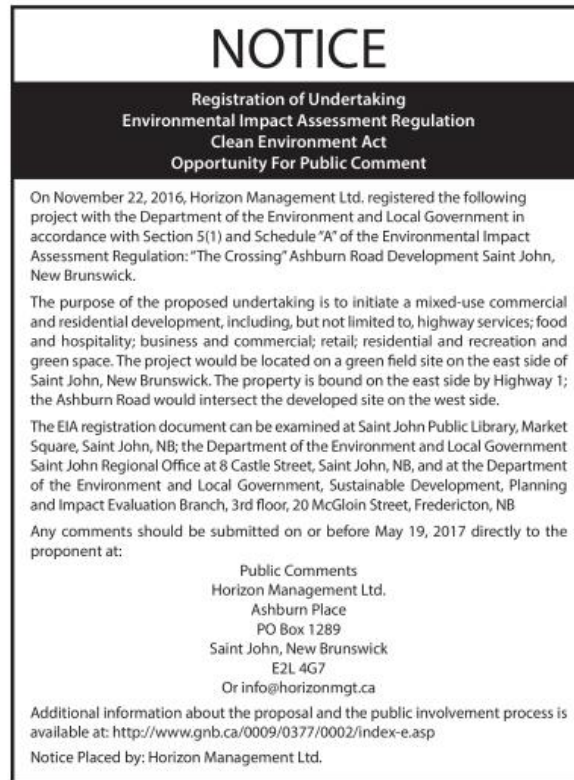 NOTICE
Registration of Undertaking
Environmental Impact Assessment Regulation
Clean Environment Act
Opportunity For Public Comment
On November 22, 2016, Horizon Management Ltd. registered the following
project with the Department of the Environment and Local Government in
accordance with Section 5(1) and Schedule "A" of the Environmental Impact
Assessment Regulation: "The Crossing" Ashburn Road Development Saint John,
New Brunswick.
The purpose of the proposed undertaking is to initiate a mixed-use commercial
and residential development, including, but not limited to, highway services; food
and hospitality; business and commercial; retail; residential and recreation and
green space. The project would be located on a green field site on the east side of
Saint John, New Brunswick. The property is bound on the east side by Highway 1;
the Ashburn Road would intersect the developed site on the west side.
The EIA registration document can be examined at Saint John Public Library, Market
Square, Saint John, NB; the Department of the Environment and Local Government
Saint John Regional Office at 8 Castle Street, Saint John, NB, and at the Department
of the Environment and Local Government, Sustainable Development, Planning
and Impact Evaluation Branch, 3rd floor, 20 McGloin Street, Fredericton, NB
Any comments should be submitted on or before May 19, 2017 directly to the
proponent at:
Public Comments
Horizon Management Ltd.
Ashburn Place
PO Box 1289
Saint John, New Brunswick
E2L 4G7
Or info@horizonmgt.ca
Additional information about the proposal and the public involvement process is
available at: http://www.gnb.ca/0009/0377/0002/index-e.asp
Notice Placed by: Horizon Management Ltd.